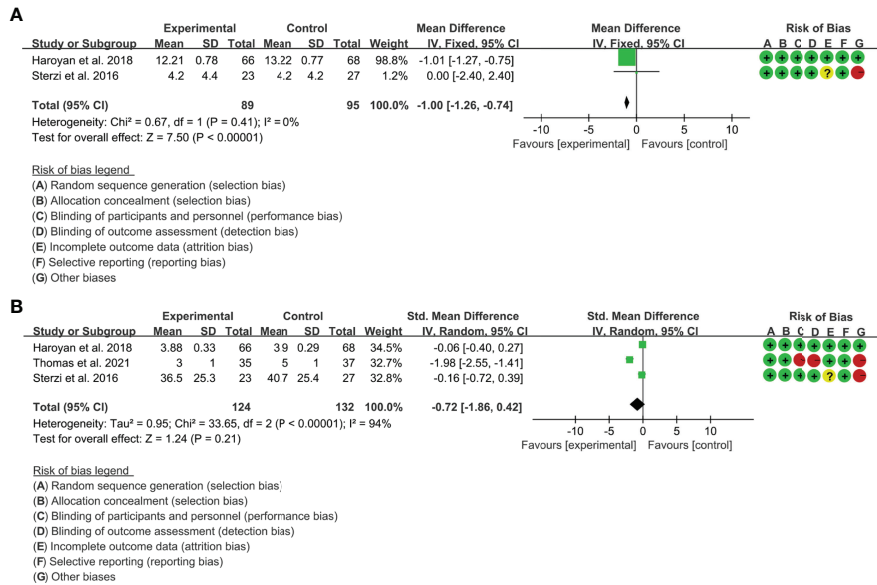 A
Experimental Control Mean Difference Mean Difference Risk of Bias
Study or Subgroup Mean SD Total Mean SD Total Weight IV, Fixed, 95% CI IV, Fixed, 95% CI A B C D E F G
Haroyan et al. 2018 12.21 0.78 66 13.22 0.77 68 98.8% -1.01 [-1.27, -0.75] + + + + + + +
Sterzi et al. 2016 4.2 4.4 23 4.2 4.2 27 1.2% 0.00 [-2.40, 2.40] + + + + ? + -
Total (95% CI) 89 95 100.0% -1.00 [-1.26, -0.74]
Heterogeneity: Chi² = 0.67, df = 1 (P = 0.41); I² = 0%
Test for overall effect: Z = 7.50 (P < 0.00001)
-10 -5 0 5 10
Favours [experimental] Favours [control]
Risk of bias legend
(A) Random sequence generation (selection bias)
(B) Allocation concealment (selection bias)
(C) Blinding of participants and personnel (performance bias)
(D) Blinding of outcome assessment (detection bias)
(E) Incomplete outcome data (attrition bias)
(F) Selective reporting (reporting bias)
(G) Other biases
B
Experimental Control Std. Mean Difference Std. Mean Difference Risk of Bias
Study or Subgroup Mean SD Total Mean SD Total Weight IV, Random, 95% CI IV, Random, 95% CI A B C D E F G
Haroyan et al. 2018 3.88 0.33 66 3.9 0.29 68 34.5% -0.06 [-0.40, 0.27] + + + + + + +
Thomas et al. 2021 3 1 35 5 1 37 32.7% -1.98 [-2.55, -1.41] + + - - + + -
Sterzi et al. 2016 36.5 25.3 23 40.7 25.4 27 32.8% -0.16 [-0.72, 0.39] + + + + ? + -
Total (95% CI) 124 132 100.0% -0.72 [-1.86, 0.42]
Heterogeneity: Tau² = 0.95; Chi² = 33.65, df = 2 (P < 0.00001); I² = 94%
Test for overall effect: Z = 1.24 (P = 0.21)
-10 -5 0 5 10
Favours [experimental] Favours [control]
Risk of bias legend
(A) Random sequence generation (selection bias)
(B) Allocation concealment (selection bias)
(C) Blinding of participants and personnel (performance bias)
(D) Blinding of outcome assessment (detection bias)
(E) Incomplete outcome data (attrition bias)
(F) Selective reporting (reporting bias)
(G) Other biases